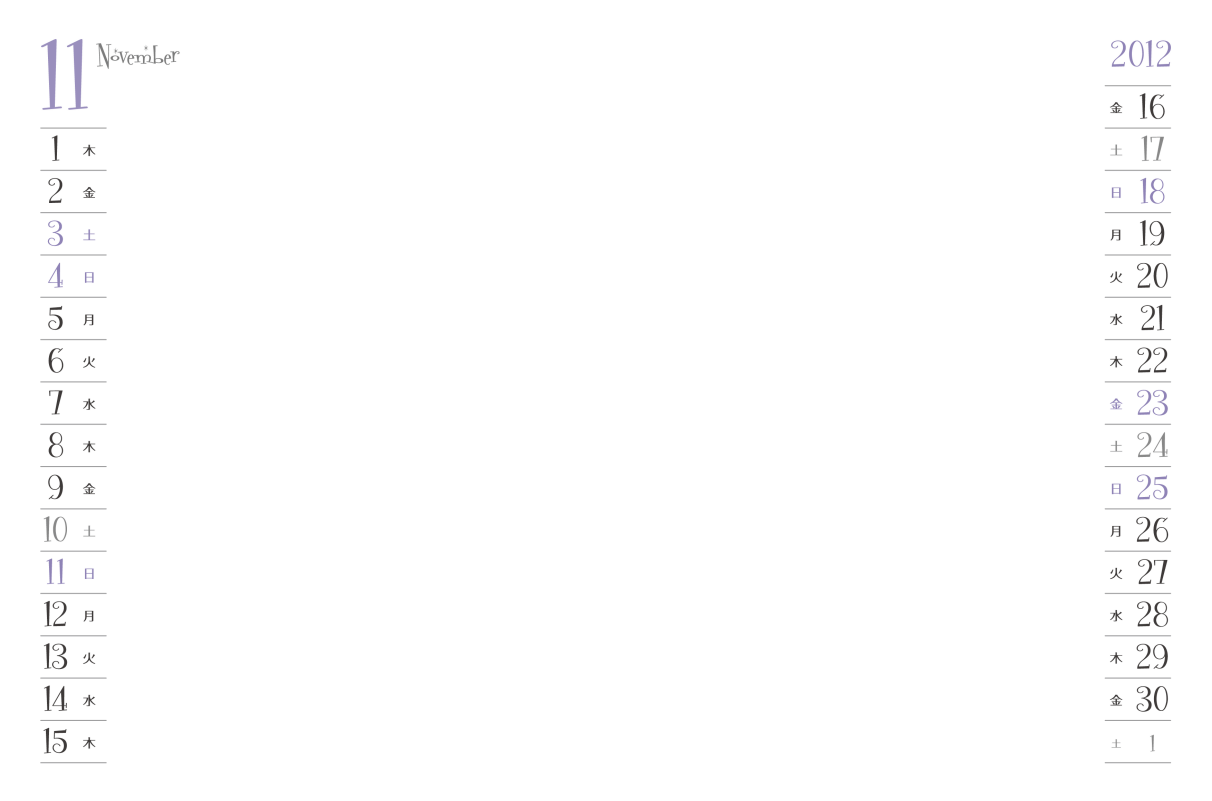 11 November
1 木
2 金
3 土
4 日
5 月
6 火
7 水
8 木
9 金
10 土
11 日
12 月
13 火
14 水
15 木
2012
金 16
土 17
日 18
月 19
火 20
水 21
木 22
金 23
土 24
日 25
月 26
火 27
水 28
木 29
金 30
土 1